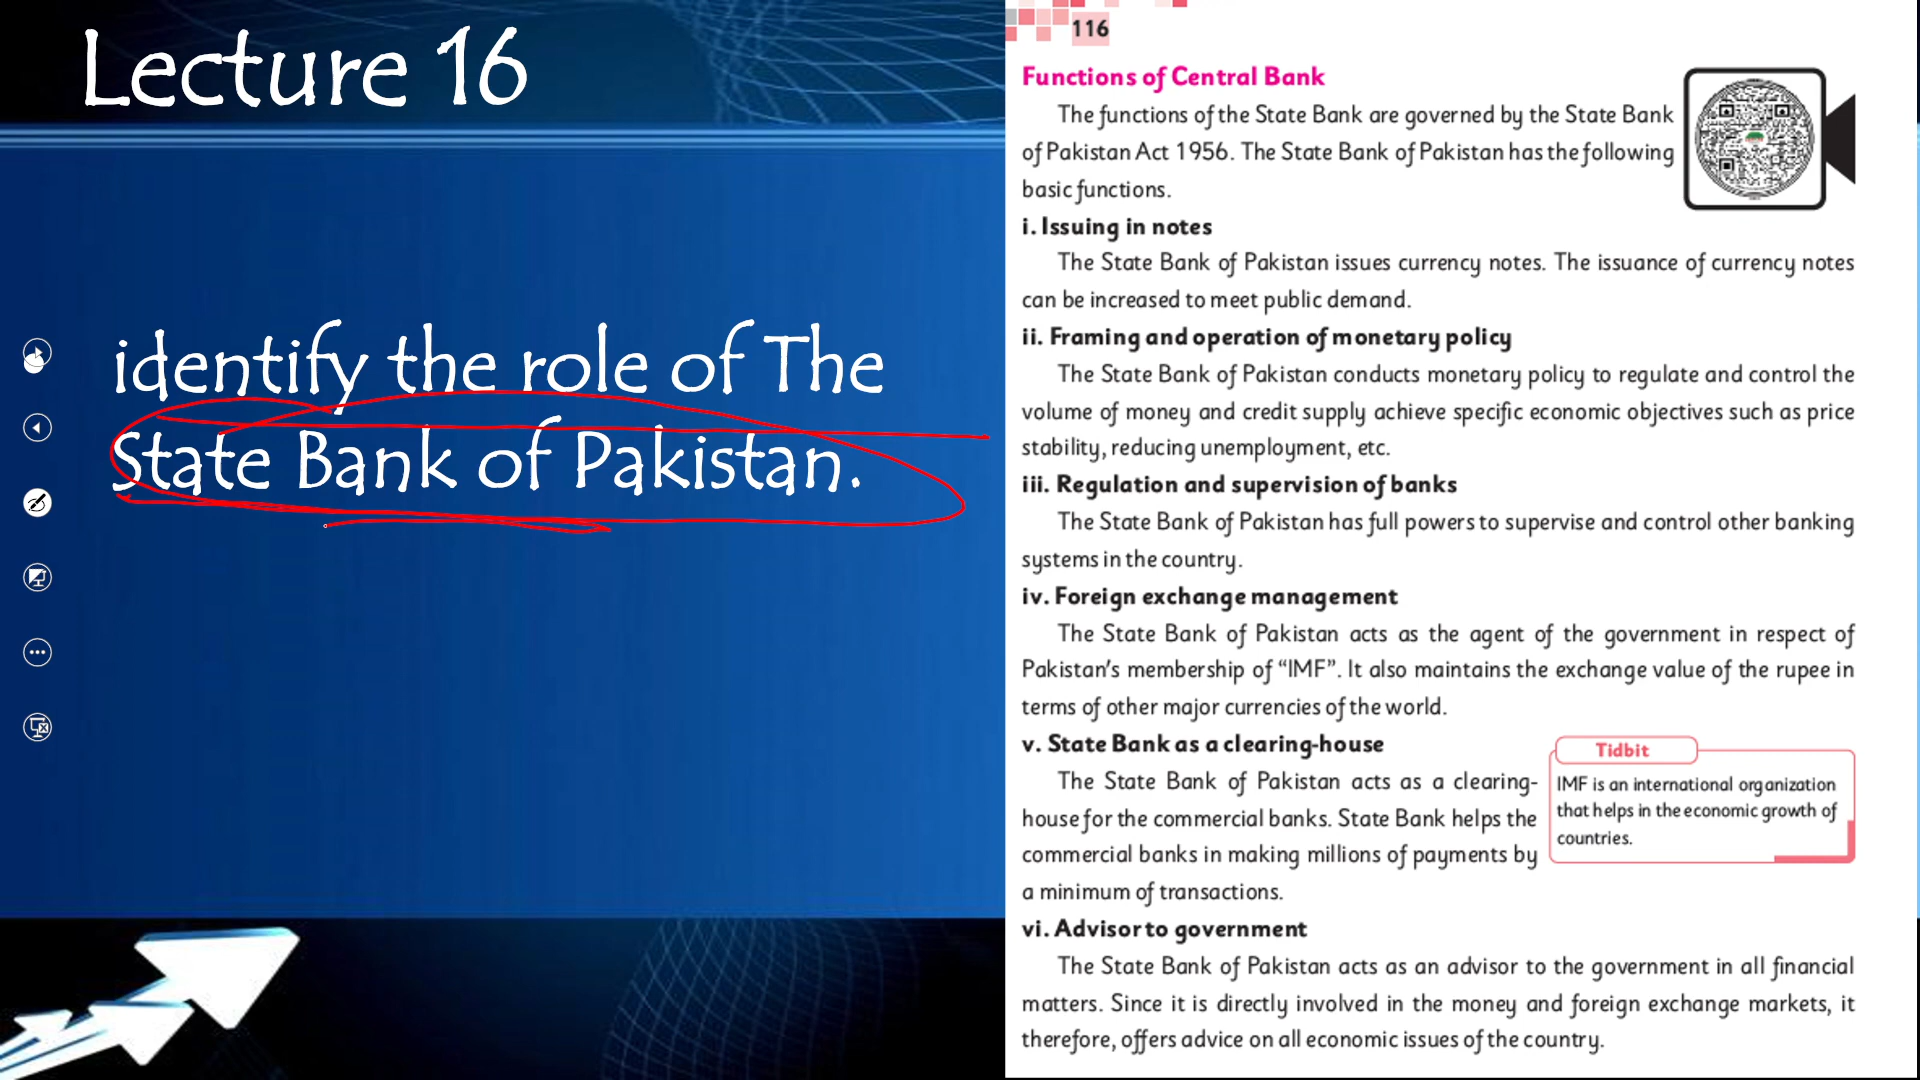 Lecture 16
identify the role of The
State Bank of Pakistan.
116
Functions of Central Bank
The functions of the State Bank are governed by the State Bank
of Pakistan Act 1956. The State Bank of Pakistan has the following
basic functions.
i. Issuing in notes
The State Bank of Pakistan issues currency notes. The issuance of currency notes
can be increased to meet public demand.
ii. Framing and operation of monetary policy
The State Bank of Pakistan conducts monetary policy to regulate and control the
volume of money and credit supply achieve specific economic objectives such as price
stability, reducing unemployment, etc.
iii. Regulation and supervision of banks
The State Bank of Pakistan has full powers to supervise and control other banking
systems in the country.
iv. Foreign exchange management
The State Bank of Pakistan acts as the agent of the government in respect of
Pakistan's membership of “IMF”. It also maintains the exchange value of the rupee in
terms of other major currencies of the world.
v. State Bank as a clearing-house
The State Bank of Pakistan acts as a clearing-
house for the commercial banks. State Bank helps the
commercial banks in making millions of payments by
a minimum of transactions.
Tidbit
IMF is an international organization
that helps in the economic growth of
countries.
vi. Advisor to government
The State Bank of Pakistan acts as an advisor to the government in all financial
matters. Since it is directly involved in the money and foreign exchange markets, it
therefore, offers advice on all economic issues of the country.